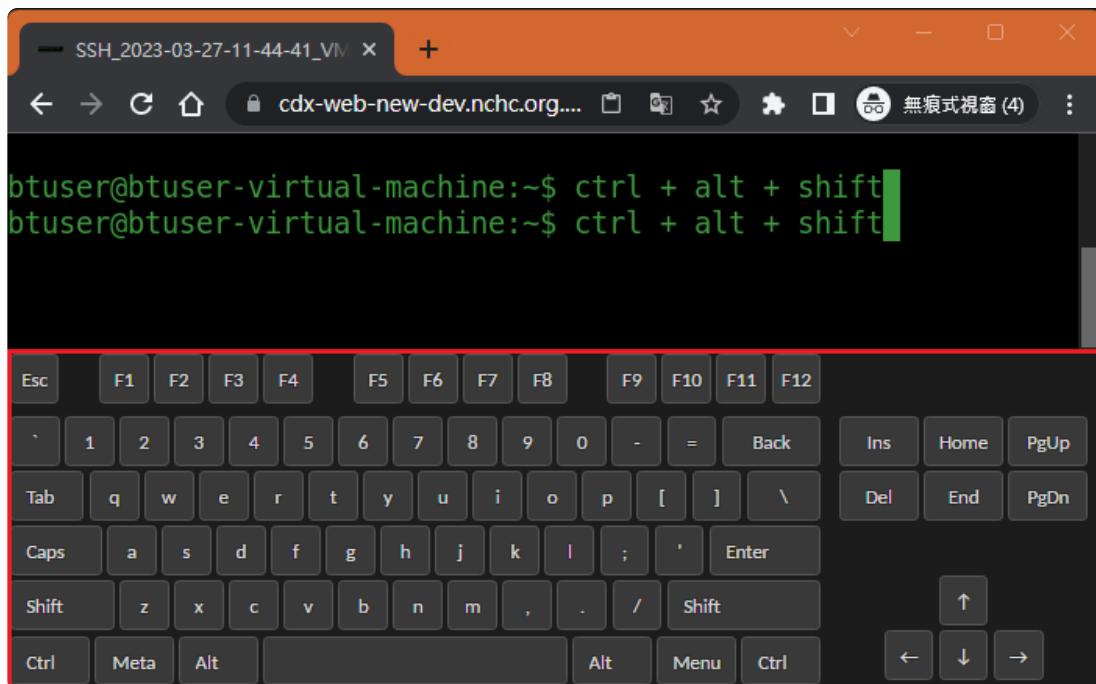 SSH_2023-03-27-11-44-41_VM
cdx-web-new-dev.nchc.org.... 無痕式視窗 (4)
btuser@btuser-virtual-machine:~$ ctrl + alt + shift
btuser@btuser-virtual-machine:~$ ctrl + alt + shift
Esc F1 F2 F3 F4 F5 F6 F7 F8 F9 F10 F11 F12
` 1 2 3 4 5 6 7 8 9 0 - = Back Ins Home PgUp
Tab q w e r t y u i o p [ ] \ Del End PgDn
Caps a s d f g h j k l ; ' Enter
Shift z x c v b n m , . / Shift ↑
Ctrl Meta Alt Alt Menu Ctrl ← ↓ →